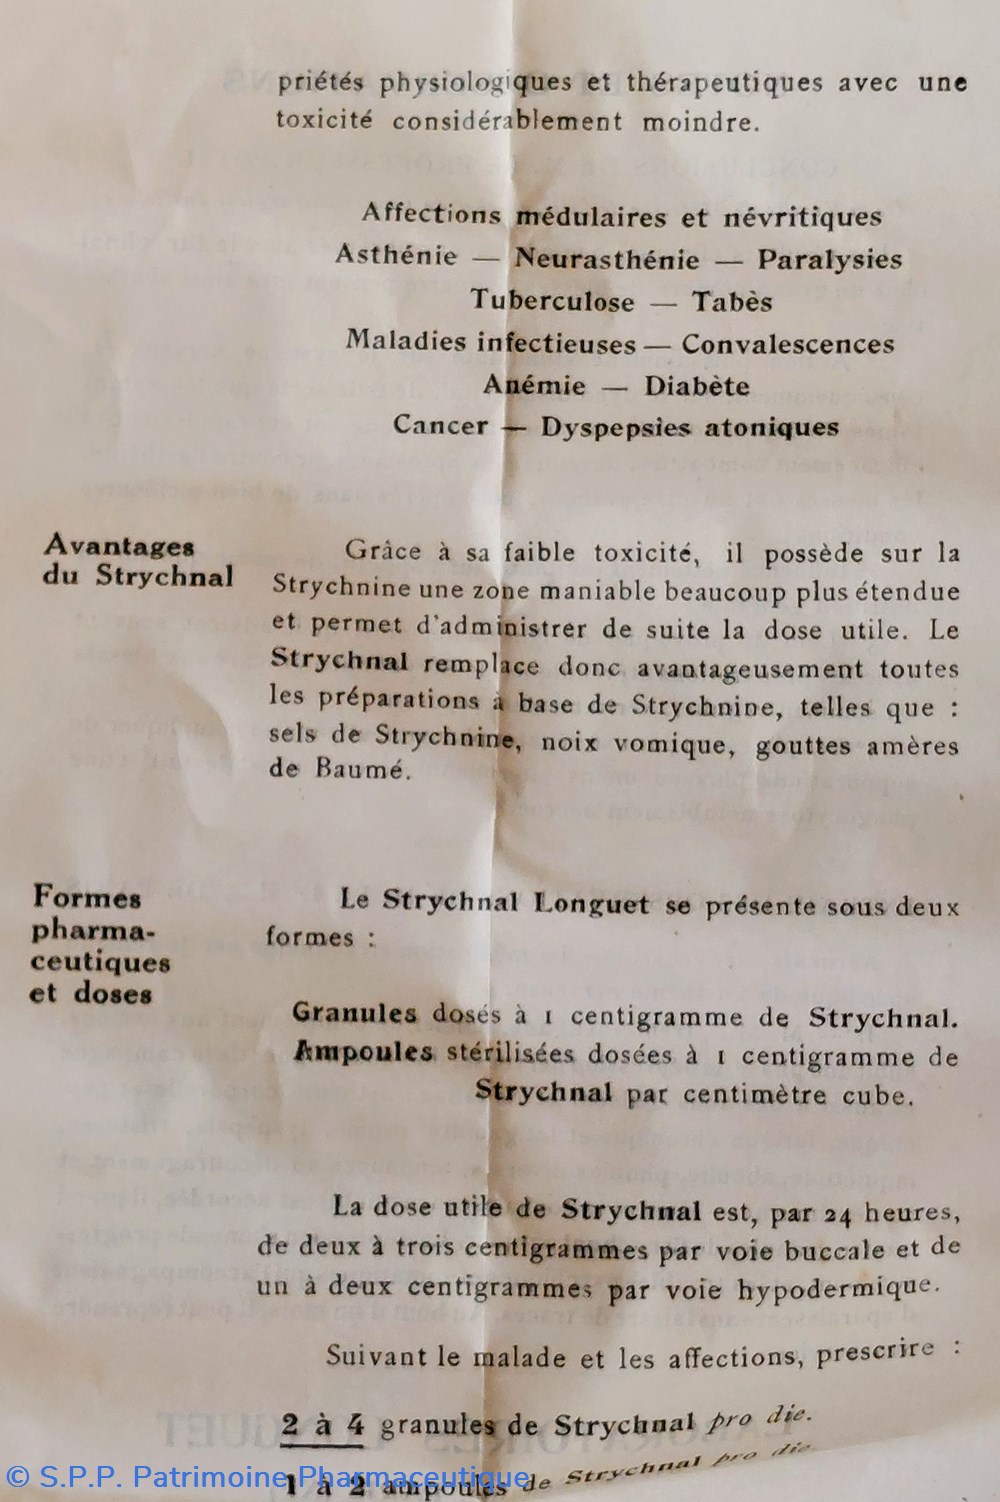 priétés physiologiques et thérapeutiques avec une
toxicité considérablement moindre.
Affections médulaires et névritiques
Asthénie — Neurasthénie — Paralysies
Tuberculose — Tabès
Maladies infectieuses — Convalescences
Anémie — Diabète
Cancer — Dyspepsies atoniques
Avantages
du Strychnal
Grâce à sa faible toxicité, il possède sur la
Strychnine une zone maniable beaucoup plus étendue
et permet d'administrer de suite la dose utile. Le
Strychnal remplace donc avantageusement toutes
les préparations à base de Strychnine, telles que :
sels de Strychnine, noix vomique, gouttes amères
de Baumé.
Formes
pharma-
ceutiques
et doses
Le Strychnal Longuet se présente sous deux
formes :
Granules dosés à 1 centigramme de Strychnal.
Ampoules stérilisées dosées à 1 centigramme de
Strychnal par centimètre cube.
La dose utile de Strychnal est, par 24 heures,
de deux à trois centigrammes par voie buccale et de
un à deux centigrammes par voie hypodermique.
Suivant le malade et les affections, prescrire :
2 à 4 granules de Strychnal pro die.
1 à 2 ampoules de Strychnal pro die
© S.P.P. Patrimoine Pharmaceutique